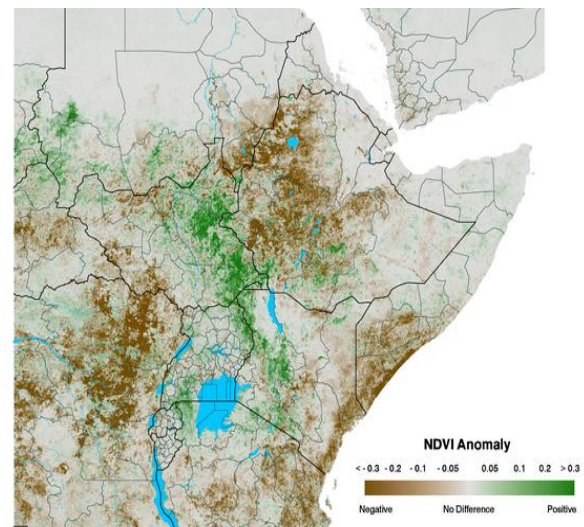 NDVI Anomaly
< - 0.3 - 0.2 - 0.1 - 0.05 0.05 0.1 0.2 > 0.3
Negative No Difference Positive